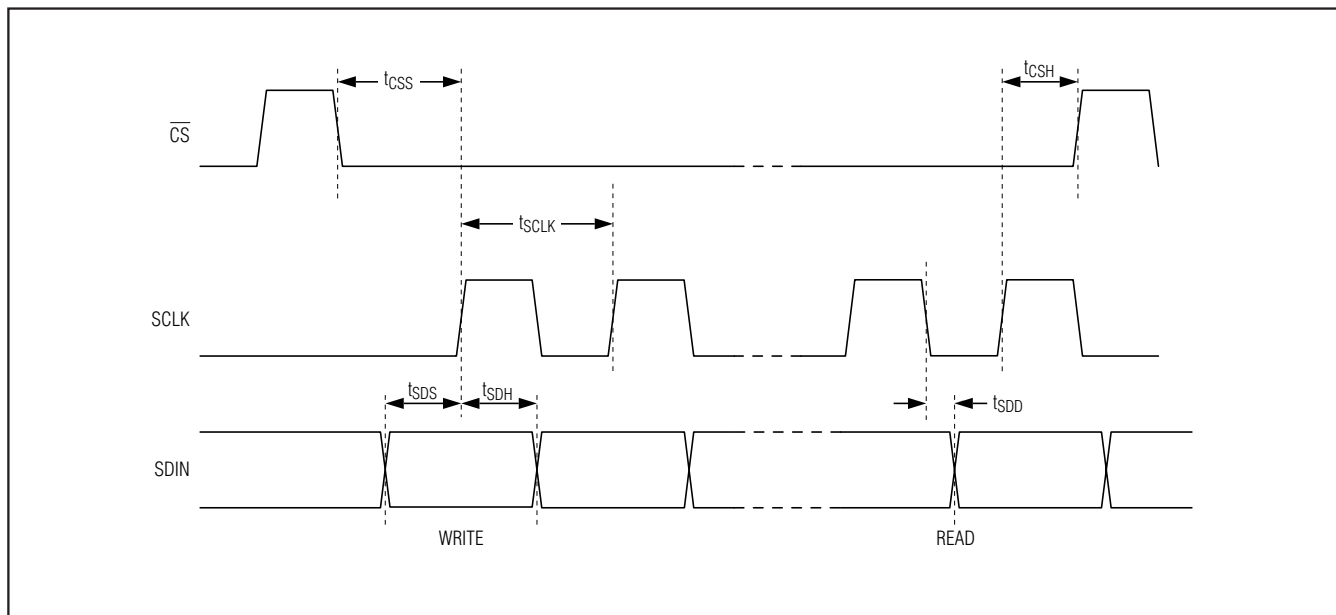 tCSS
tCSH
CS
tSCLK
SCLK
tSDS
tSDH
tSDD
SDIN
WRITE
READ